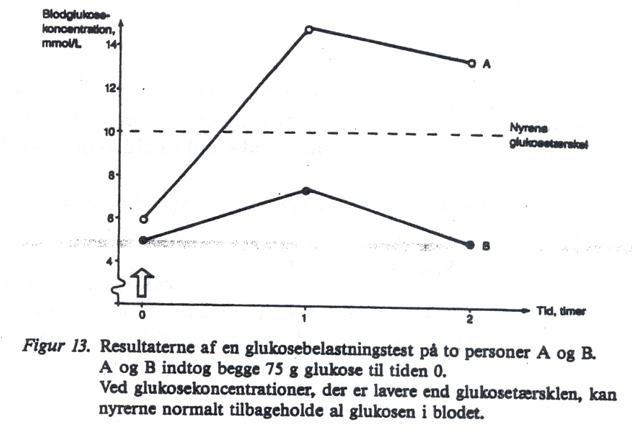 Blodglukose-
koncentration,
mmol/L
14
12
10
8
6
4
A
Nyrens
glukosetærskel
B
0
1
2
Tid, timer
Figur 13. Resultaterne af en glukosebelastningstest på to personer A og B.
A og B indtog begge 75 g glukose til tiden 0.
Ved glukosekoncentrationer, der er lavere end glukosetærsklen, kan
nyrerne normalt tilbageholde al glukosen i blodet.